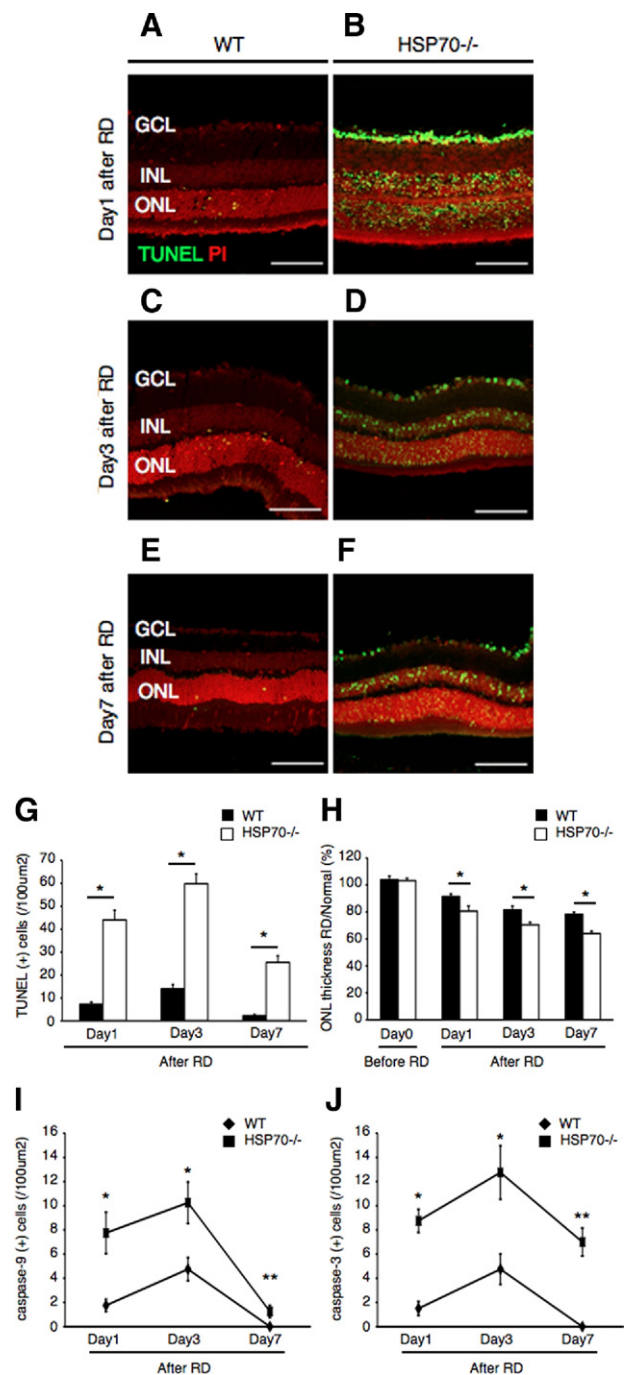 A B
WT HSP70-/-
Day1 after RD
GCL
INL
ONL
TUNEL PI
C D
Day3 after RD
GCL
INL
ONL
E F
Day7 after RD
GCL
INL
ONL
G
WT
HSP70-/-
TUNEL (+) cells (/100um2)
70
60
50
40
30
20
10
0
* * *
Day1 Day3 Day7
After RD
H
WT
HSP70-/-
ONL thickness RD/Normal (%)
120
100
80
60
40
20
0
* * *
Day0 Day1 Day3 Day7
Before RD After RD
I
WT
HSP70-/-
caspase-9 (+) cells (/100um2)
16
14
12
10
8
6
4
2
0
* * **
Day1 Day3 Day7
After RD
J
WT
HSP70-/-
caspase-3 (+) cells (/100um2)
16
14
12
10
8
6
4
2
0
* * **
Day1 Day3 Day7
After RD